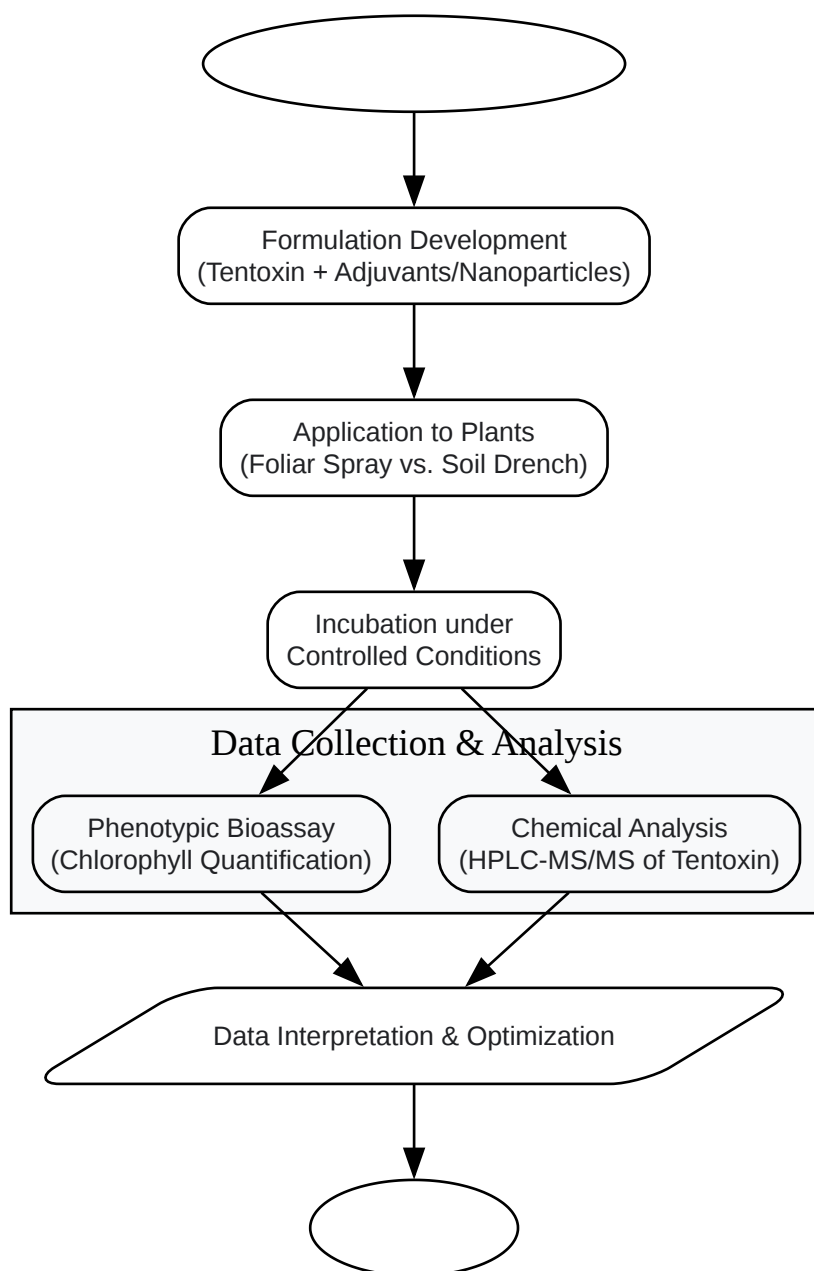 Formulation Development
(Tentoxin + Adjuvants/Nanoparticles)
Application to Plants
(Foliar Spray vs. Soil Drench)
Incubation under
Controlled Conditions
Data Collection & Analysis
Phenotypic Bioassay
(Chlorophyll Quantification)
Chemical Analysis
(HPLC-MS/MS of Tentoxin)
Data Interpretation & Optimization